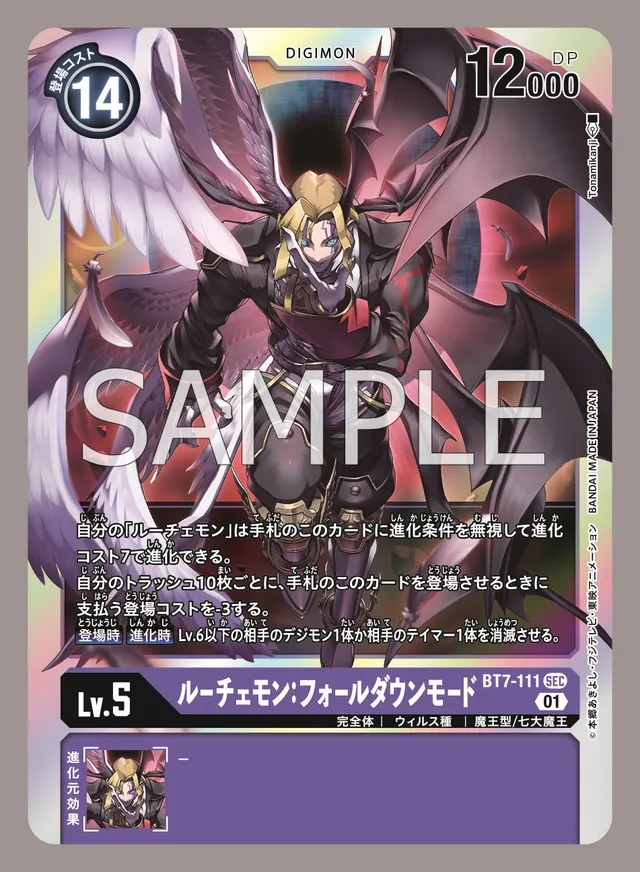 登場コスト
14
DIGIMON
12000
DP
Tonamikanji
SAMPLE
自分の「ルーチェモン」は手札のこのカードに進化条件を無視して進化
コスト7で進化できる。
自分のトラッシュ10枚ごとに、手札のこのカードを登場させるときに
支払う登場コストを-3する。
登場時 進化時 Lv.6以下の相手のデジモン1体か相手のテイマー1体を消滅させる。
Lv.5
ルーチェモン:フォールダウンモード
BT7-111 SEC
01
完全体 | ウィルス種 | 魔王型/七大魔王
進化元効果
ー
© 本郷あきよし・フジテレビ・東映アニメーション BANDAI MADE IN JAPAN